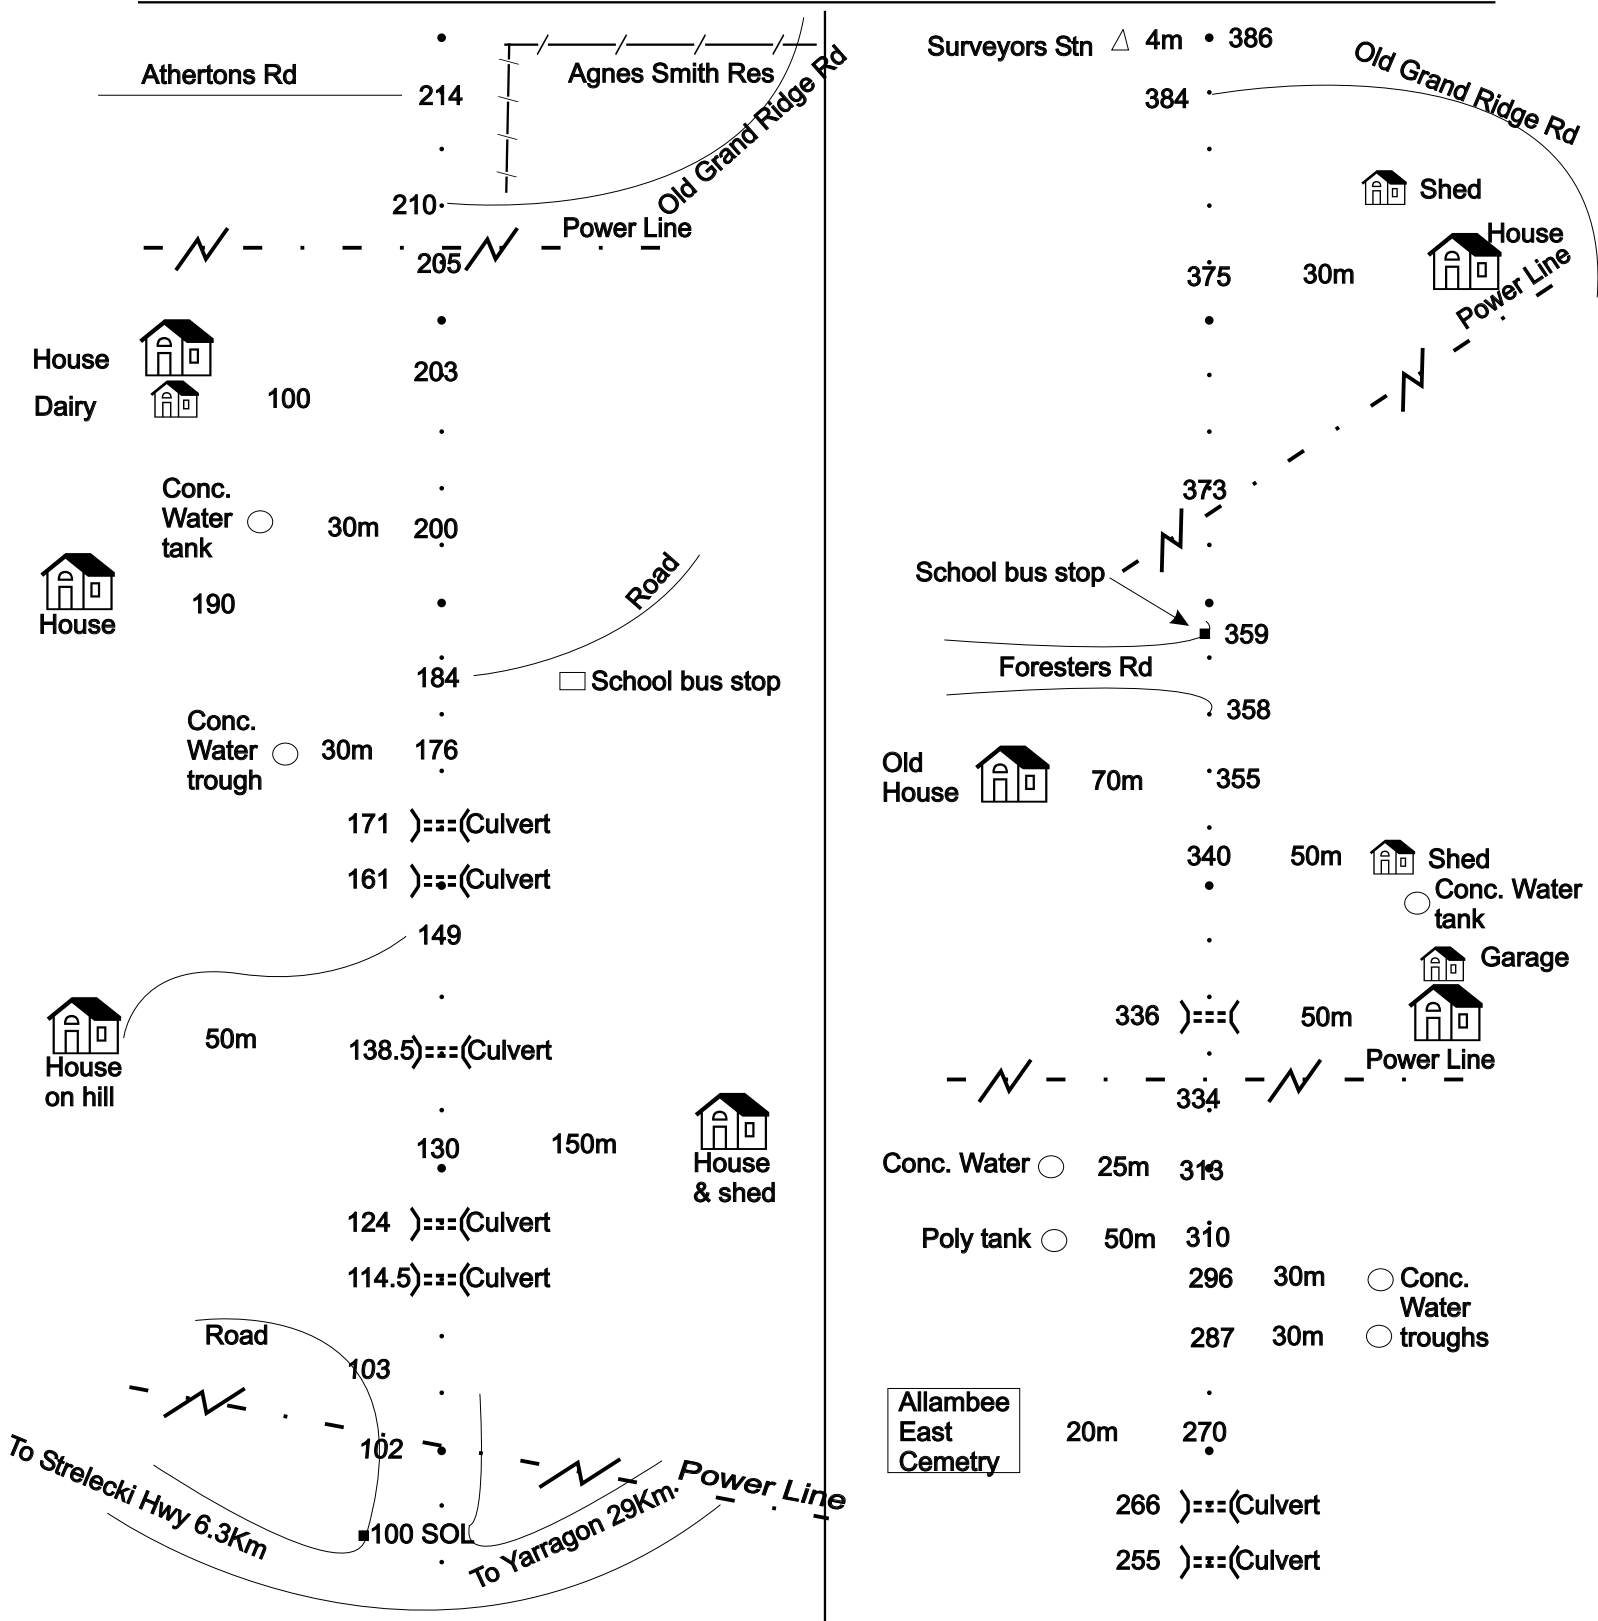 Athertons Rd
214
Agnes Smith Res
Old Grand Ridge Rd
210
Power Line
205
House
203
Dairy
100
Conc.
Water
tank
30m
200
House
190
Road
184
School bus stop
Conc.
Water
trough
30m
176
171
Culvert
161
Culvert
149
House
on hill
50m
138.5
Culvert
130
150m
House
& shed
124
Culvert
114.5
Culvert
Road
103
102
Power Line
To Strelecki Hwy 6.3Km
100 SOL
To Yarragon 29Km.
Surveyors Stn
4m
386
384
Old Grand Ridge Rd
Shed
House
375
30m
Power Line
373
School bus stop
359
Foresters Rd
358
Old
House
70m
355
340
50m
Shed
Conc. Water
tank
Garage
336
50m
Power Line
334
Conc. Water
25m
313
Poly tank
50m
310
296
30m
Conc.
Water
troughs
287
30m
Allambee
East
Cemetry
20m
270
266
Culvert
255
Culvert